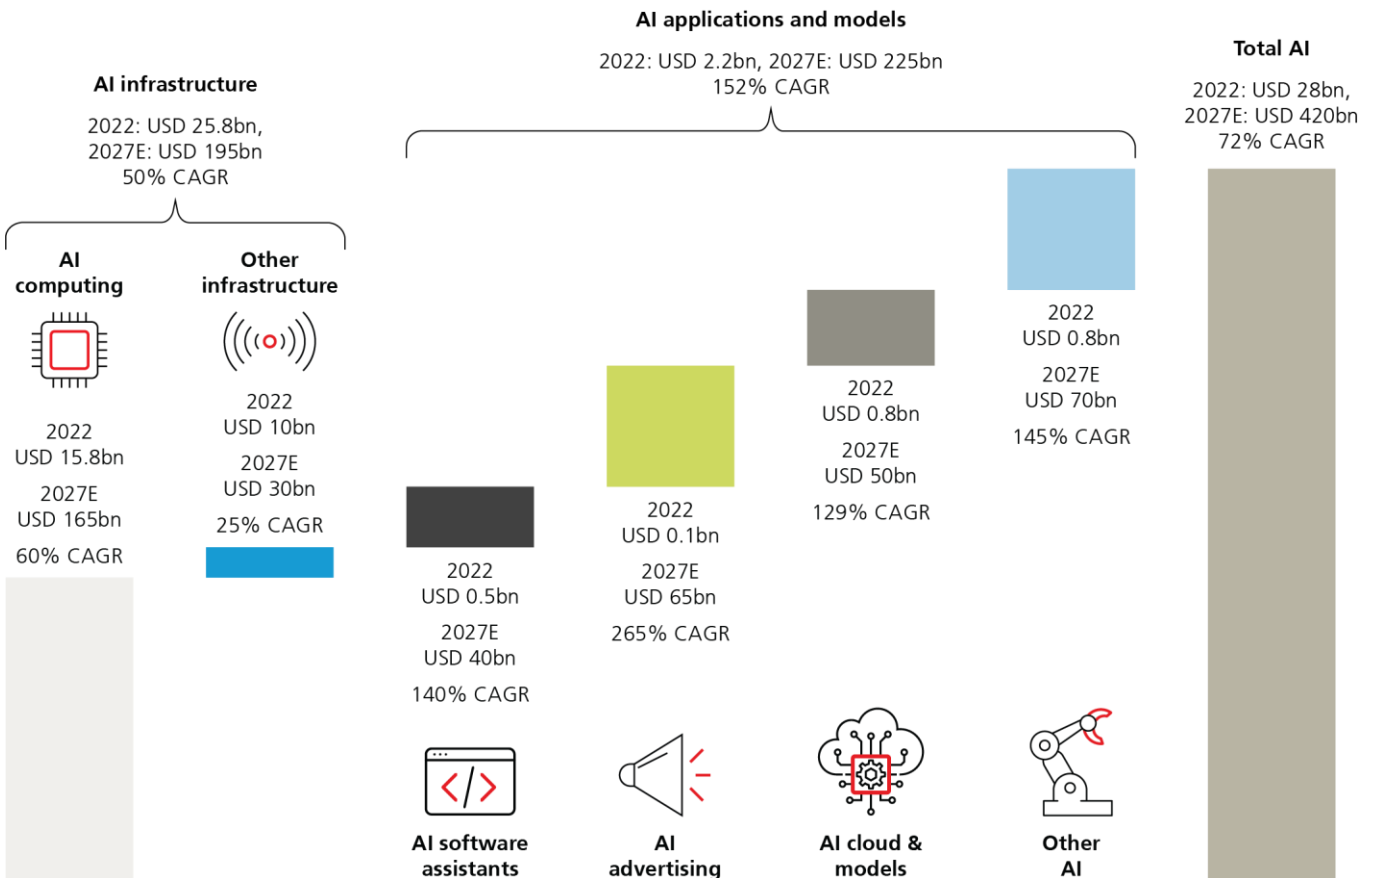 AI infrastructure
2022: USD 25.8bn,
2027E: USD 195bn
50% CAGR
AI
computing
2022
USD 15.8bn
2027E
USD 165bn
60% CAGR
Other
infrastructure
2022
USD 10bn
2027E
USD 30bn
25% CAGR
AI applications and models
2022: USD 2.2bn, 2027E: USD 225bn
152% CAGR
2022
USD 0.5bn
2027E
USD 40bn
140% CAGR
</>
AI software
assistants
2022
USD 0.1bn
2027E
USD 65bn
265% CAGR
AI
advertising
2022
USD 0.8bn
2027E
USD 50bn
129% CAGR
AI cloud &
models
2022
USD 0.8bn
2027E
USD 70bn
145% CAGR
Other
AI
Total AI
2022: USD 28bn,
2027E: USD 420bn
72% CAGR